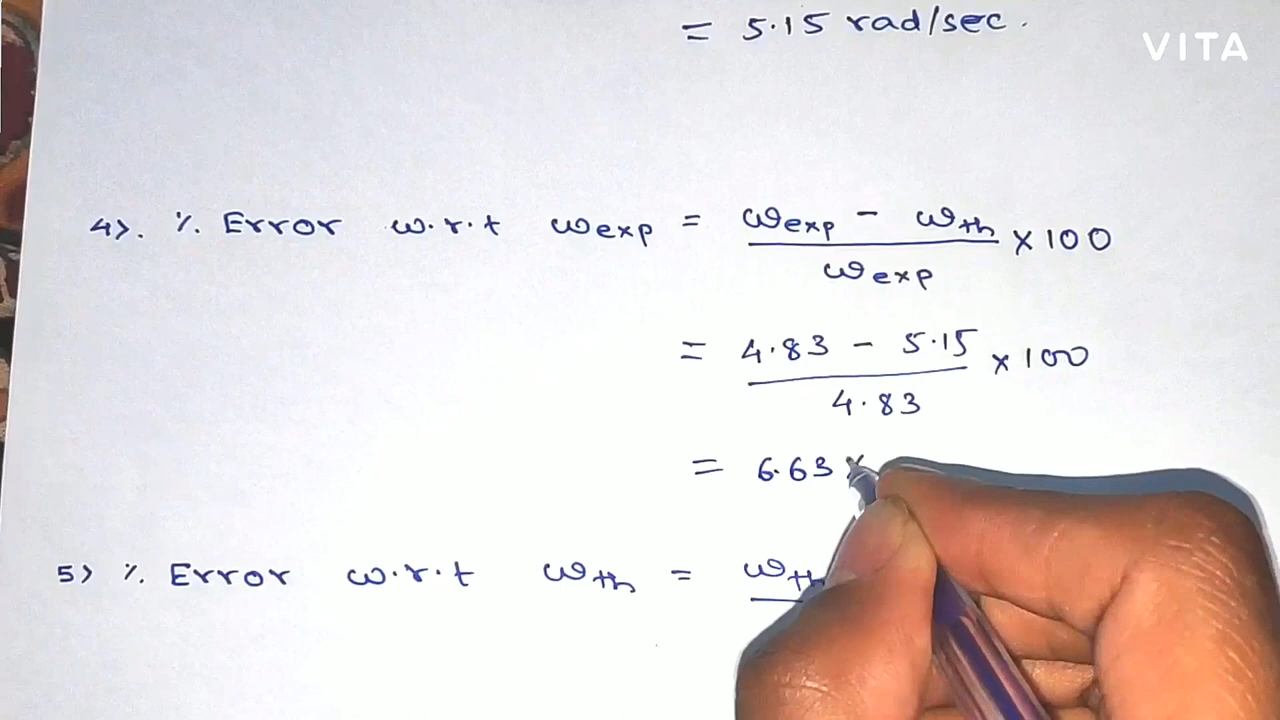 = 5.15 rad/sec.
VITA
4>. % Error w.r.t ωexp = ωexp - ωth / ωexp × 100
= 4.83 - 5.15 / 4.83 × 100
= 6.63 %
5> % Error w.r.t ωth = ωth